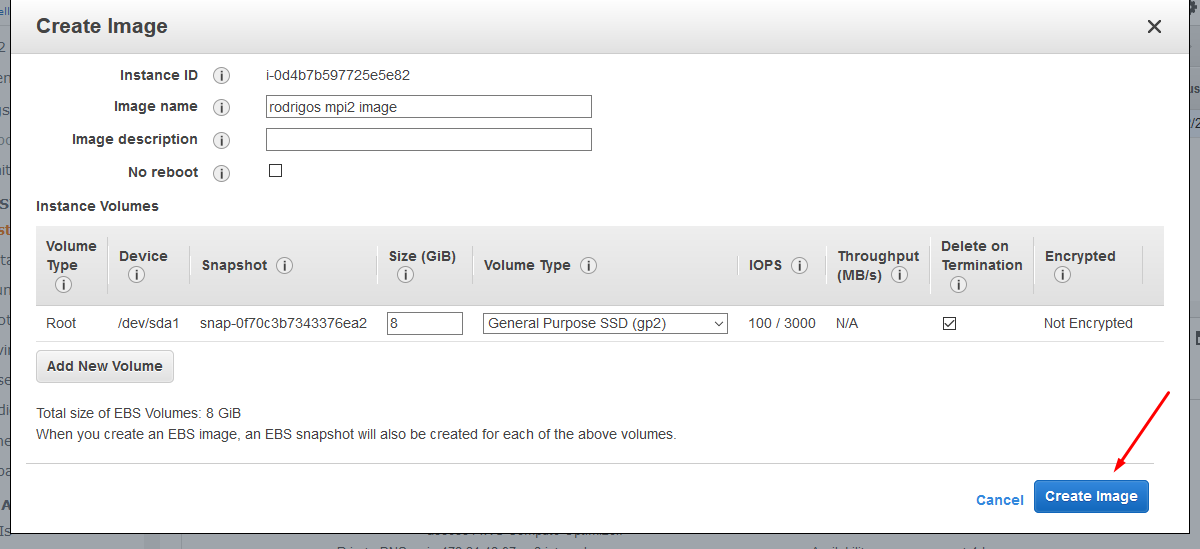 Create Image
Instance ID i-0d4b7b597725e5e82
Image name rodrigos mpi2 image
Image description
No reboot
Instance Volumes
Volume Type Device Snapshot Size (GiB) Volume Type IOPS Throughput (MB/s) Delete on Termination Encrypted
Root /dev/sda1 snap-0f70c3b7343376ea2 8 General Purpose SSD (gp2) 100 / 3000 N/A Not Encrypted
Add New Volume
Total size of EBS Volumes: 8 GiB
When you create an EBS image, an EBS snapshot will also be created for each of the above volumes.
Cancel Create Image